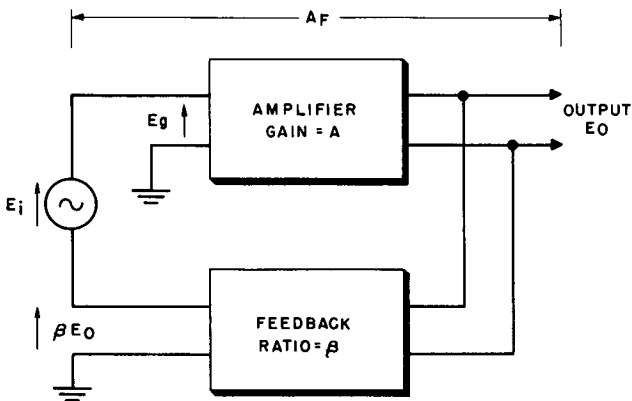 AF
AMPLIFIER
GAIN = A
Eg
OUTPUT
EO
Ei
βEO
FEEDBACK
RATIO=β